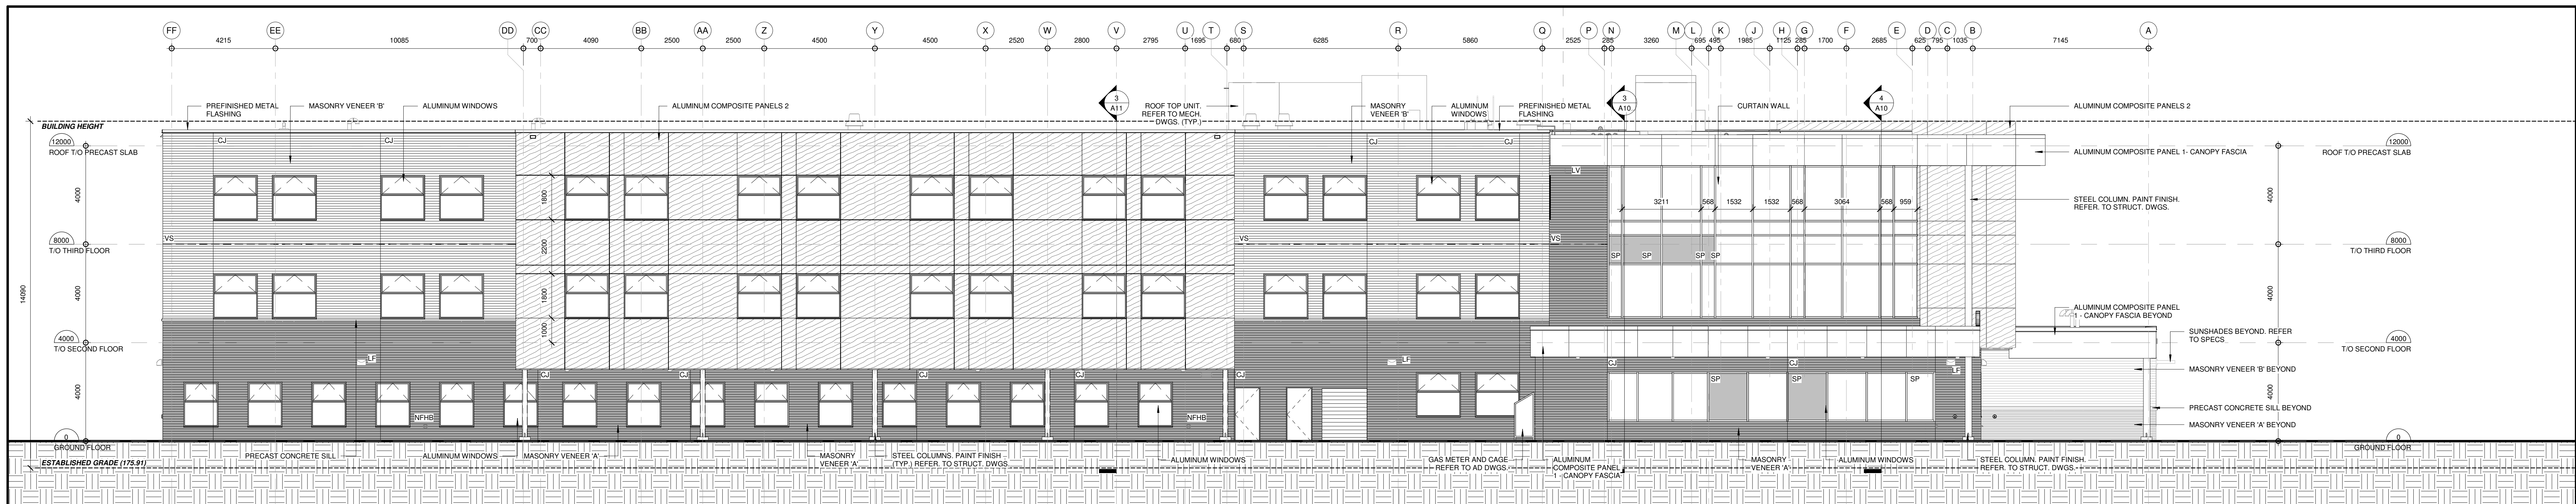 FF EE DD CC BB AA Z Y X W V U T S R Q P N M L K J H G F E D C B A
4215 10085 700 4090 2500 2500 4500 4500 2520 2800 2795 1695 680 6285 5860 2525 285 3260 695 495 1985 1125 285 1700 2685 625 795 1035 7145
PREFINISHED METAL
FLASHING
MASONRY VENEER 'B'
ALUMINUM WINDOWS
ALUMINUM COMPOSITE PANELS 2
3
A11
ROOF TOP UNIT.
REFER TO MECH.
DWGS. (TYP.)
MASONRY
VENEER 'B'
ALUMINUM
WINDOWS
PREFINISHED METAL
FLASHING
3
A10
CURTAIN WALL
4
A10
ALUMINUM COMPOSITE PANELS 2
BUILDING HEIGHT
12000
ROOF T/O PRECAST SLAB
CJ
CJ
CJ
CJ
ALUMINUM COMPOSITE PANEL 1- CANOPY FASCIA
12000
ROOF T/O PRECAST SLAB
LV
4000
1800
3211 568 1532 1532 568 3064 568 959
STEEL COLUMN. PAINT FINISH.
REFER. TO STRUCT. DWGS.
4000
8000
T/O THIRD FLOOR
VS
2200
VS
VS
SP SP SP SP
8000
T/O THIRD FLOOR
14090
4000
1800
1000
4000
ALUMINUM COMPOSITE PANEL
1 - CANOPY FASCIA BEYOND
SUNSHADES BEYOND. REFER
TO SPECS
4000
T/O SECOND FLOOR
4000
T/O SECOND FLOOR
LF
LF
LF
CJ CJ CJ CJ CJ CJ CJ
SP SP SP
MASONRY VENEER 'B' BEYOND
4000
4000
NFHB
NFHB
PRECAST CONCRETE SILL BEYOND
MASONRY VENEER 'A' BEYOND
0
GROUND FLOOR
0
GROUND FLOOR
ESTABLISHED GRADE (175.91)
PRECAST CONCRETE SILL
ALUMINUM WINDOWS
MASONRY VENEER 'A'
MASONRY
VENEER 'A'
STEEL COLUMNS. PAINT FINISH
(TYP.) REFER. TO STRUCT. DWGS.
ALUMINUM WINDOWS
GAS METER AND CAGE
REFER TO AD DWGS.
ALUMINUM
COMPOSITE PANEL
1 - CANOPY FASCIA
MASONRY
VENEER 'A'
ALUMINUM WINDOWS
STEEL COLUMN. PAINT FINISH.
REFER. TO STRUCT. DWGS.